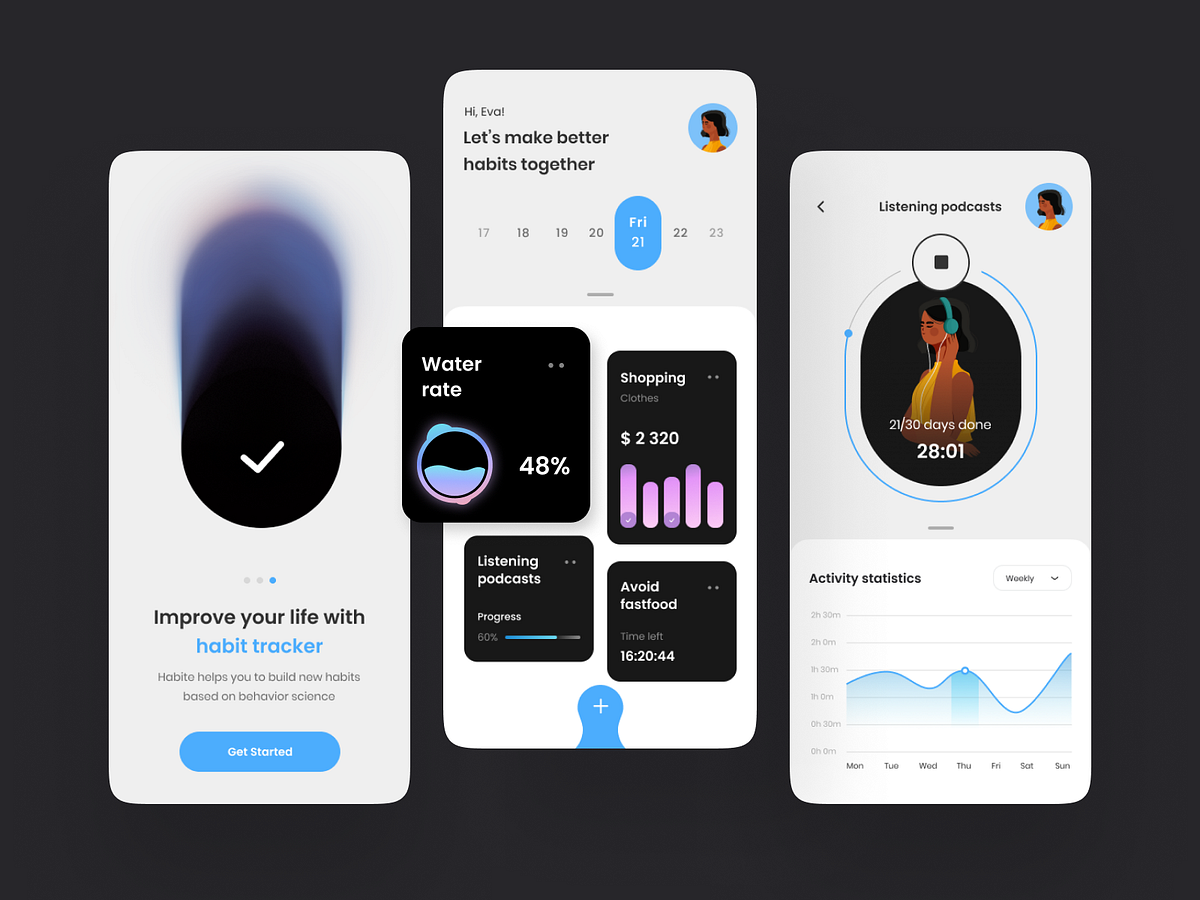 Improve your life with
habit tracker
Habite helps you to build new habits
based on behavior science
Get Started
Hi, Eva!
Let's make better
habits together
17 18 19 20 Fri 21 22 23
Water
rate
48%
Shopping
Clothes
$ 2 320
Listening
podcasts
Progress
60%
Avoid
fastfood
Time left
16:20:44
Listening podcasts
21/30 days done
28:01
Activity statistics
Weekly
2h 30m
2h 0m
1h 30m
1h 0m
0h 30m
0h 0m
Mon Tue Wed Thu Fri Sat Sun